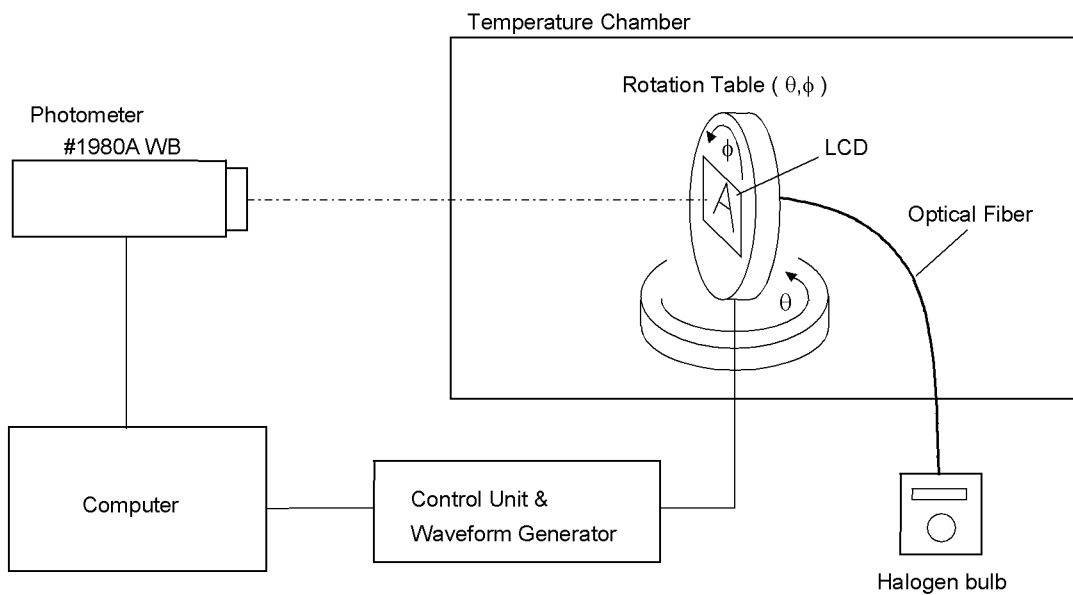 Temperature Chamber
Rotation Table ( θ,ϕ )
Photometer
#1980A WB
ϕ
LCD
A
Optical Fiber
θ
Computer
Control Unit &
Waveform Generator
Halogen bulb